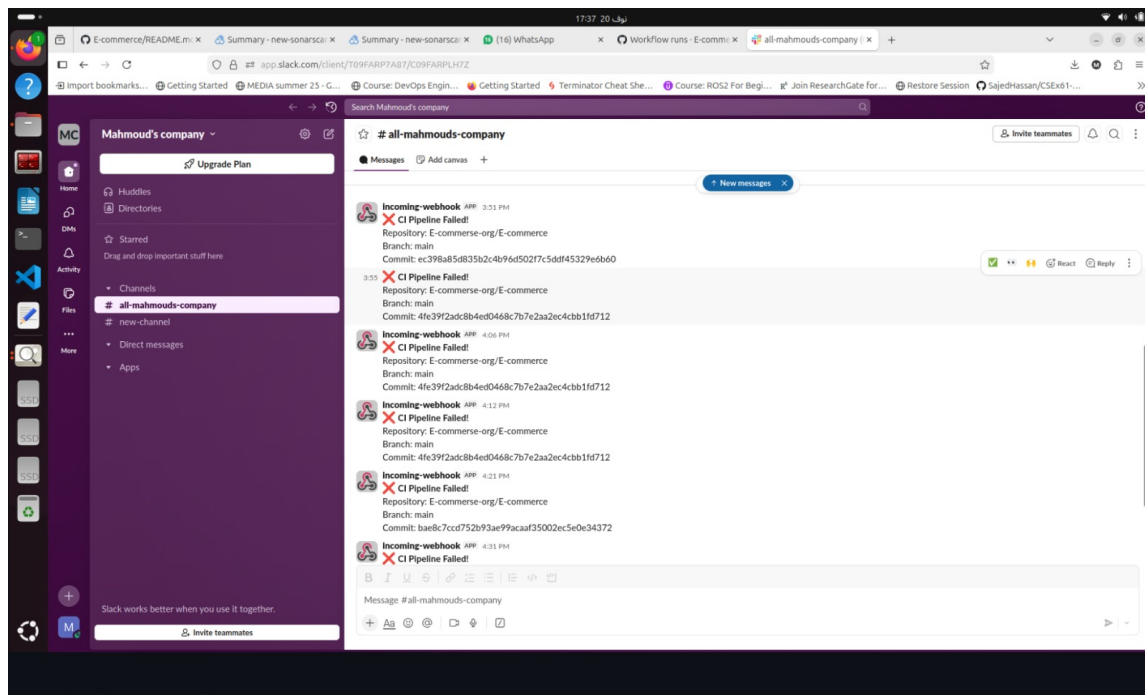 17:37 20 نوف
E-commerce/README.m
Summary - new-sonarscan
Summary - new-sonarscan
(16) WhatsApp
Workflow runs · E-comme
all-mahmouds-company (
app.slack.com/client/T09FARP7A87/C09FARPLH7Z
Import bookmarks... Getting Started MEDIA summer 25 - G... Course: DevOps Engin... Getting Started Terminator Cheat She... Course: ROS2 For Begi... Join ResearchGate for... Restore Session SajedHassan/CSEx61-...
Search Mahmoud's company
MC
Mahmoud's company
Upgrade Plan
Home
DMs
Activity
Files
More
Huddles
Directories
Starred
Drag and drop important stuff here
Channels
# all-mahmouds-company
# new-channel
Direct messages
Apps
Slack works better when you use it together.
Invite teammates
M
SSD
SSD
SSD
# all-mahmouds-company
Invite teammates
Messages Add canvas +
↑ New messages ×
incoming-webhook APP 3:51 PM
❌ CI Pipeline Failed!
Repository: E-commerse-org/E-commerce
Branch: main
Commit: ec398a85d835b2c4b96d502f7c5ddf45329e6b60
React Reply
3:55 ❌ CI Pipeline Failed!
Repository: E-commerse-org/E-commerce
Branch: main
Commit: 4fe39f2adc8b4ed0468c7b7e2aa2ec4cbb1fd712
incoming-webhook APP 4:06 PM
❌ CI Pipeline Failed!
Repository: E-commerse-org/E-commerce
Branch: main
Commit: 4fe39f2adc8b4ed0468c7b7e2aa2ec4cbb1fd712
incoming-webhook APP 4:12 PM
❌ CI Pipeline Failed!
Repository: E-commerse-org/E-commerce
Branch: main
Commit: 4fe39f2adc8b4ed0468c7b7e2aa2ec4cbb1fd712
incoming-webhook APP 4:21 PM
❌ CI Pipeline Failed!
Repository: E-commerse-org/E-commerce
Branch: main
Commit: bae8c7ccd752b93ae99acaaf35002ec5e0e34372
incoming-webhook APP 4:31 PM
❌ CI Pipeline Failed!
B I U S
Message #all-mahmouds-company
+ Aa @